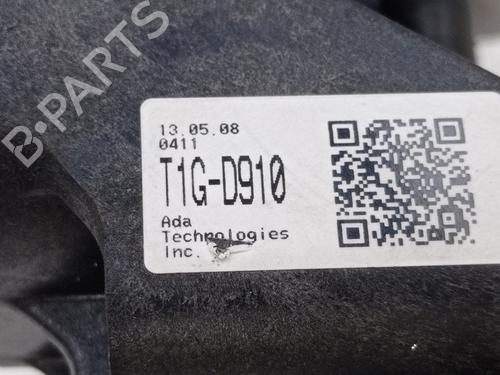 B-PARTS
13.05.08
0411
T1G-D910
Ada
Technologies
Inc.